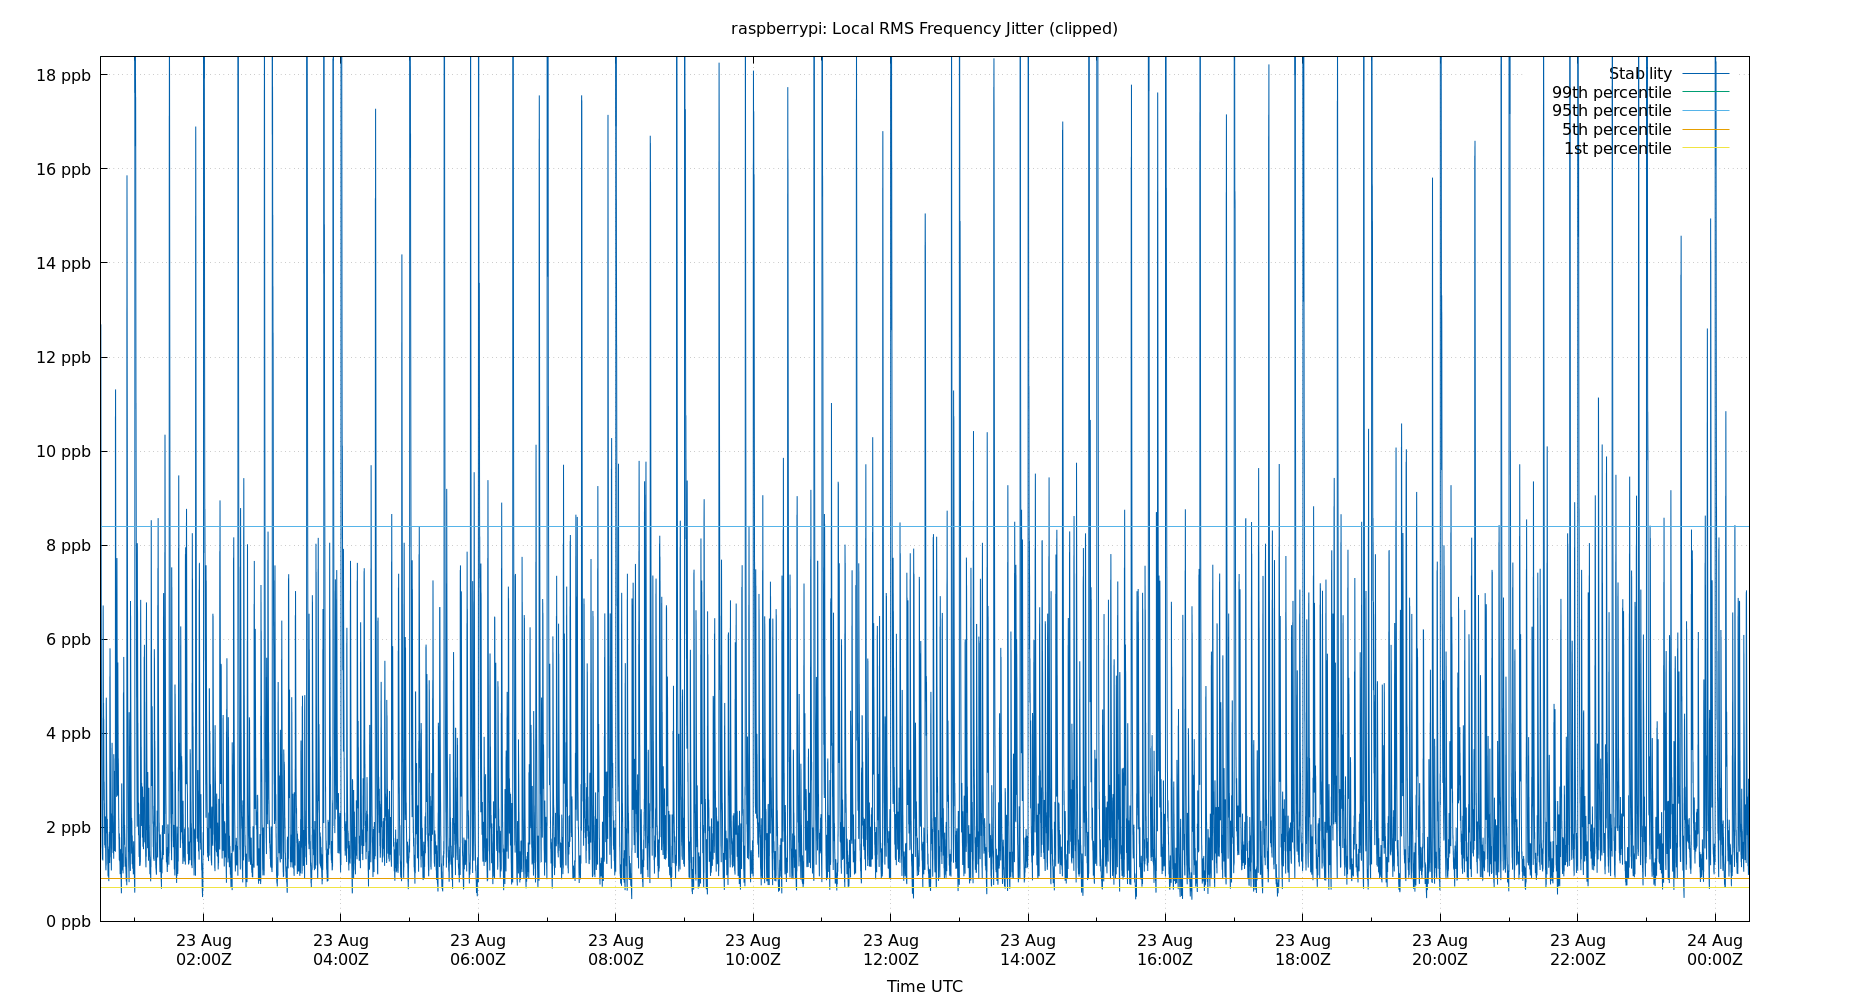 raspberrypi: Local RMS Frequency Jitter (clipped)
18 ppb
16 ppb
14 ppb
12 ppb
10 ppb
8 ppb
6 ppb
4 ppb
2 ppb
0 ppb
Stability
99th percentile
95th percentile
5th percentile
1st percentile
23 Aug 23 Aug 23 Aug 23 Aug 23 Aug 23 Aug 23 Aug 23 Aug 23 Aug 23 Aug 23 Aug 24 Aug
02:00Z 04:00Z 06:00Z 08:00Z 10:00Z 12:00Z 14:00Z 16:00Z 18:00Z 20:00Z 22:00Z 00:00Z
Time UTC